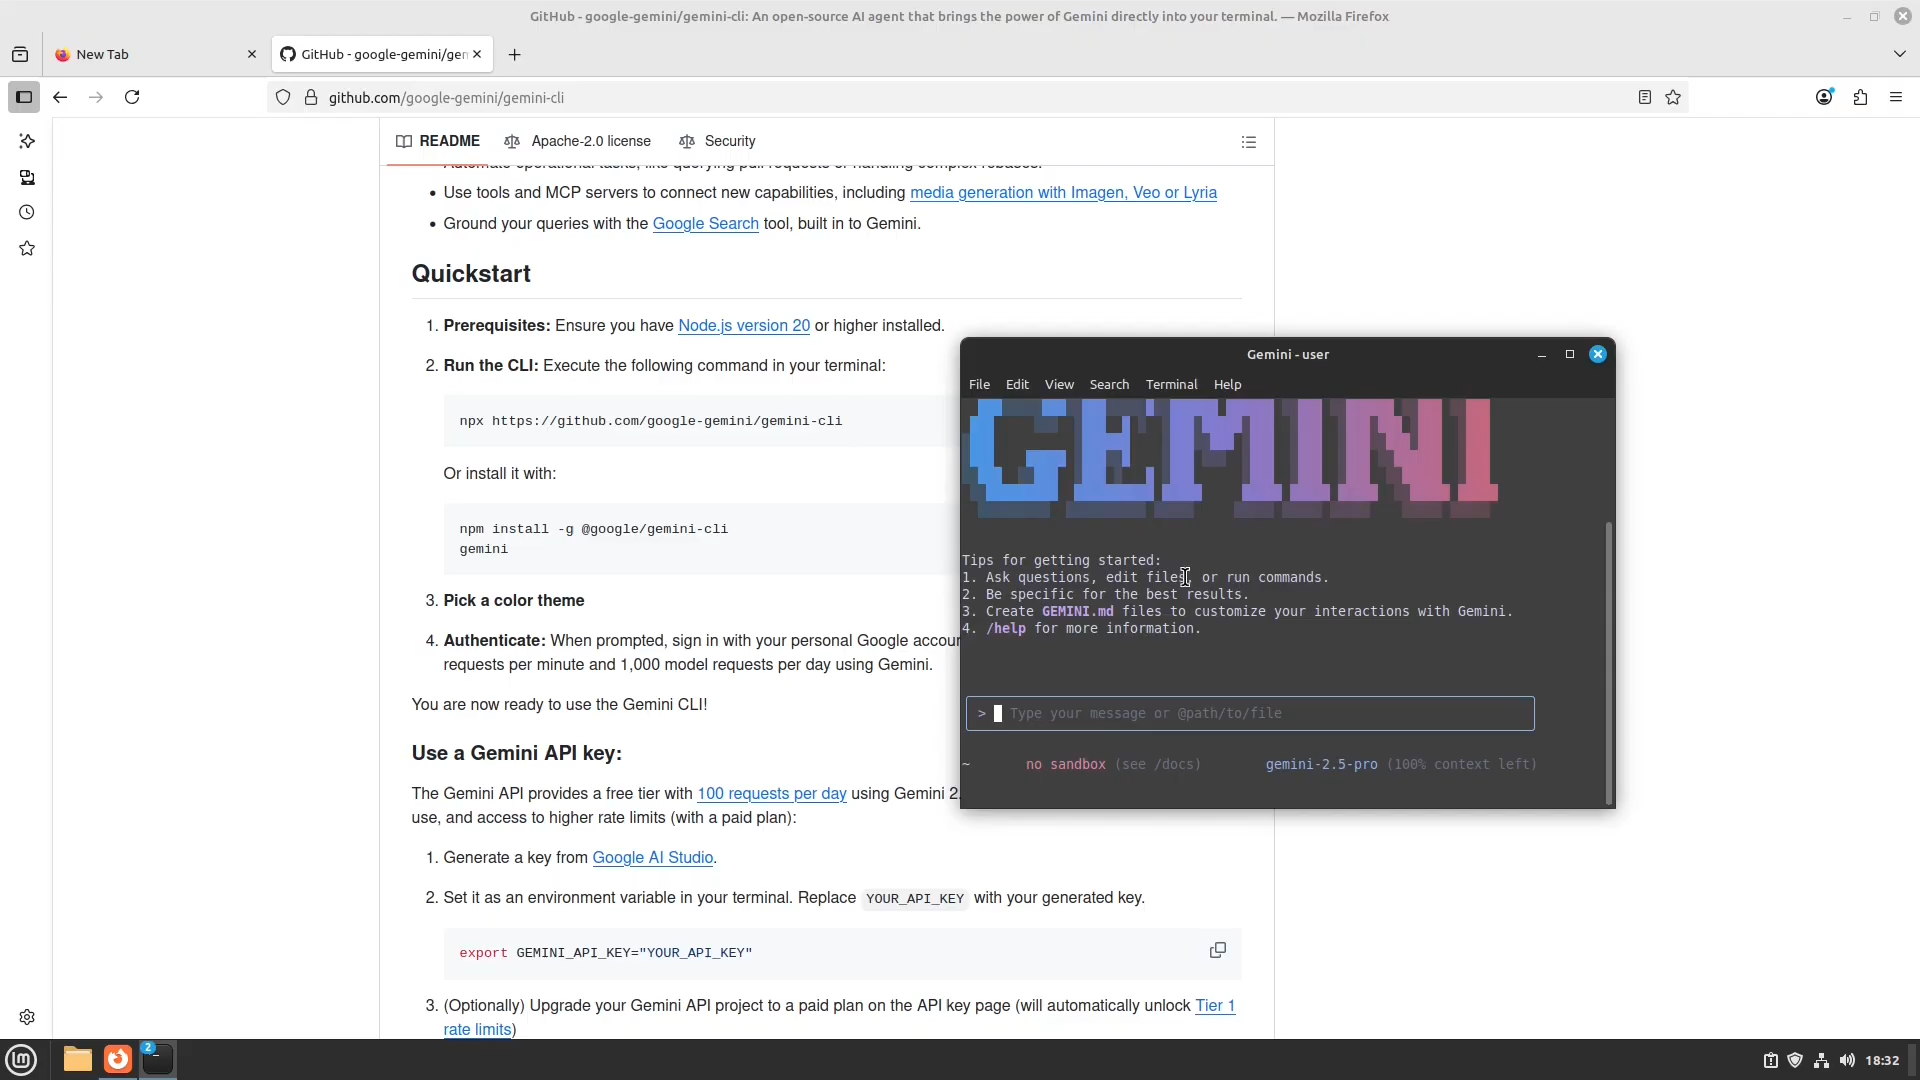 GitHub - google-gemini/gemini-cli: An open-source AI agent that brings the power of Gemini directly into your terminal. — Mozilla Firefox
New Tab
GitHub - google-gemini/gem
github.com/google-gemini/gemini-cli
README
Apache-2.0 license
Security
Automate operational tasks, like querying pull requests or handling complex rebases.
• Use tools and MCP servers to connect new capabilities, including media generation with Imagen, Veo or Lyria
• Ground your queries with the Google Search tool, built in to Gemini.
Quickstart
1. Prerequisites: Ensure you have Node.js version 20 or higher installed.
2. Run the CLI: Execute the following command in your terminal:
npx https://github.com/google-gemini/gemini-cli
Or install it with:
npm install -g @google/gemini-cli
gemini
3. Pick a color theme
4. Authenticate: When prompted, sign in with your personal Google accoun
requests per minute and 1,000 model requests per day using Gemini.
You are now ready to use the Gemini CLI!
Use a Gemini API key:
The Gemini API provides a free tier with 100 requests per day using Gemini 2.
use, and access to higher rate limits (with a paid plan):
1. Generate a key from Google AI Studio.
2. Set it as an environment variable in your terminal. Replace YOUR_API_KEY with your generated key.
export GEMINI_API_KEY="YOUR_API_KEY"
3. (Optionally) Upgrade your Gemini API project to a paid plan on the API key page (will automatically unlock Tier 1
rate limits)
Gemini - user
File Edit View Search Terminal Help
GEMINI
Tips for getting started:
1. Ask questions, edit files, or run commands.
2. Be specific for the best results.
3. Create GEMINI.md files to customize your interactions with Gemini.
4. /help for more information.
> Type your message or @path/to/file
~ no sandbox (see /docs) gemini-2.5-pro (100% context left)
2
18:32